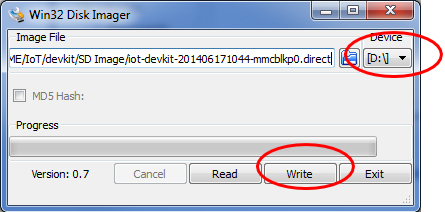 Win32 Disk Imager
Image File
Device
ME/IoT/devkit/SD Image/iot-devkit-201406171044-mmcblkp0.direct
[D:\]
MD5 Hash:
Progress
Version: 0.7
Cancel
Read
Write
Exit